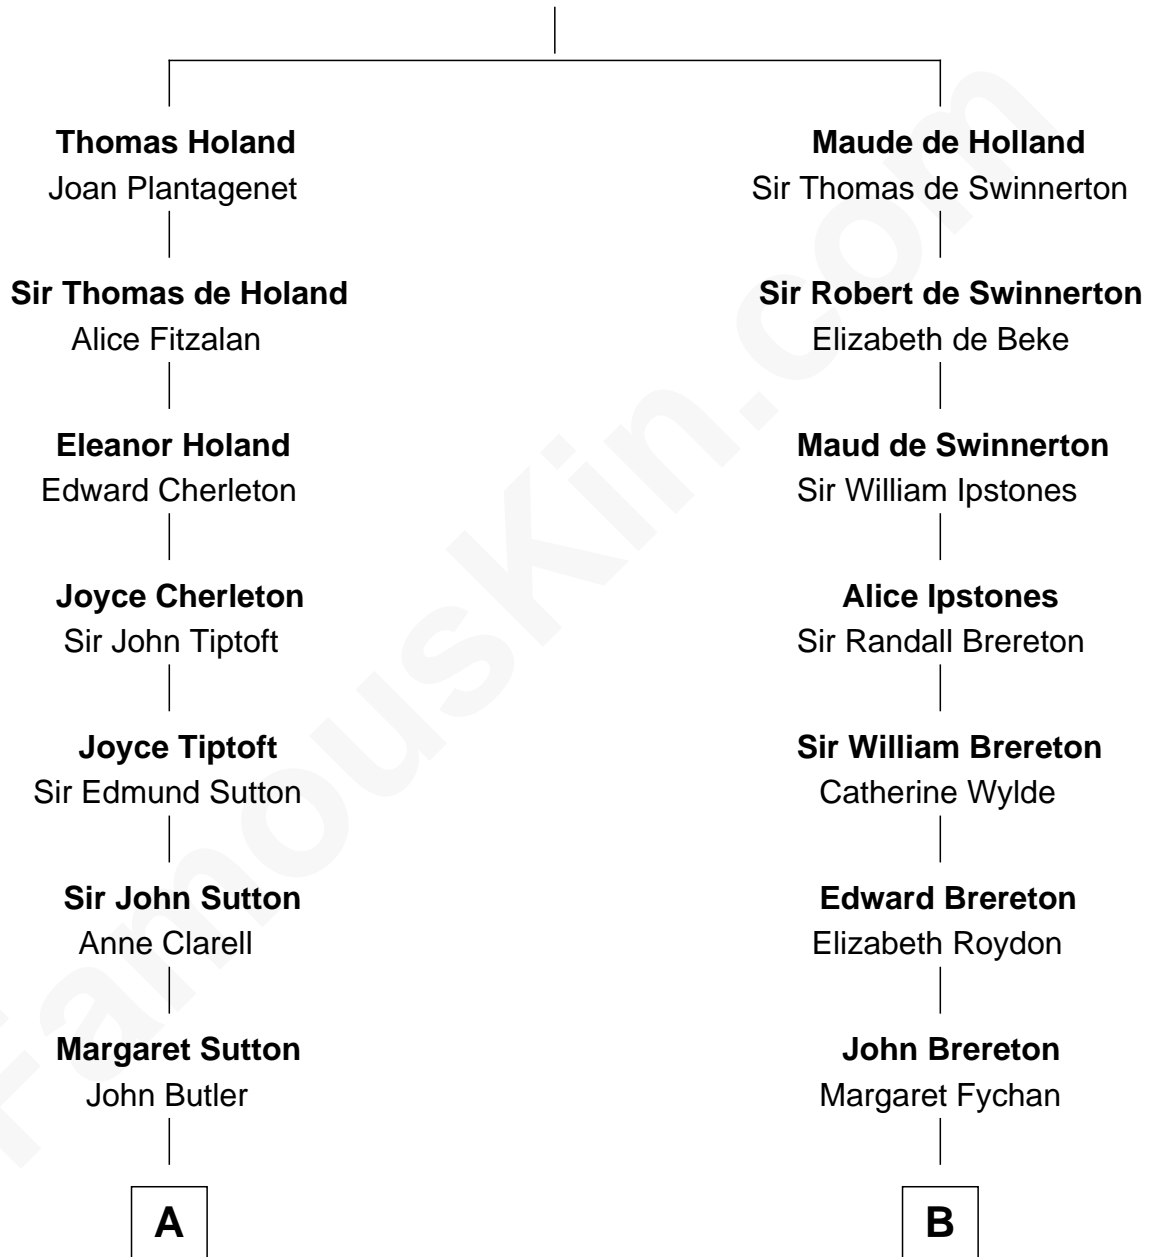 Thomas Holand
Joan Plantagenet
Sir Thomas de Holand
Alice Fitzalan
Eleanor Holand
Edward Cherleton
Joyce Cherleton
Sir John Tiptoft
Joyce Tiptoft
Sir Edmund Sutton
Sir John Sutton
Anne Clarell
Margaret Sutton
John Butler
A
Maude de Holland
Sir Thomas de Swinnerton
Sir Robert de Swinnerton
Elizabeth de Beke
Maud de Swinnerton
Sir William Ipstones
Alice Ipstones
Sir Randall Brereton
Sir William Brereton
Catherine Wylde
Edward Brereton
Elizabeth Roydon
John Brereton
Margaret Fychan
B
FamousKin.com